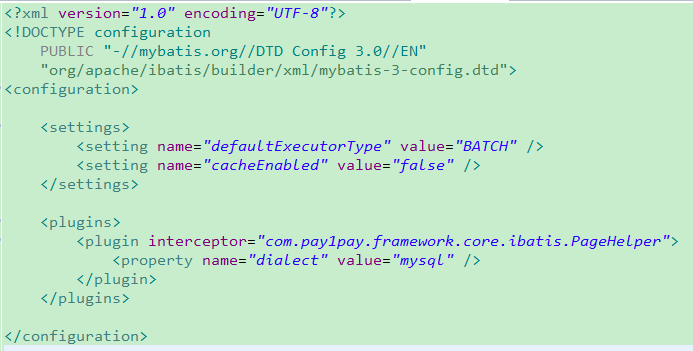 <?xml version="1.0" encoding="UTF-8"?>
<!DOCTYPE configuration
    PUBLIC "-//mybatis.org//DTD Config 3.0//EN"
    "org/apache/ibatis/builder/xml/mybatis-3-config.dtd">
<configuration>
    <settings>
        <setting name="defaultExecutorType" value="BATCH" />
        <setting name="cacheEnabled" value="false" />
    </settings>
    <plugins>
        <plugin interceptor="com.pay1pay.framework.core.ibatis.PageHelper">
            <property name="dialect" value="mysql" />
        </plugin>
    </plugins>
</configuration>